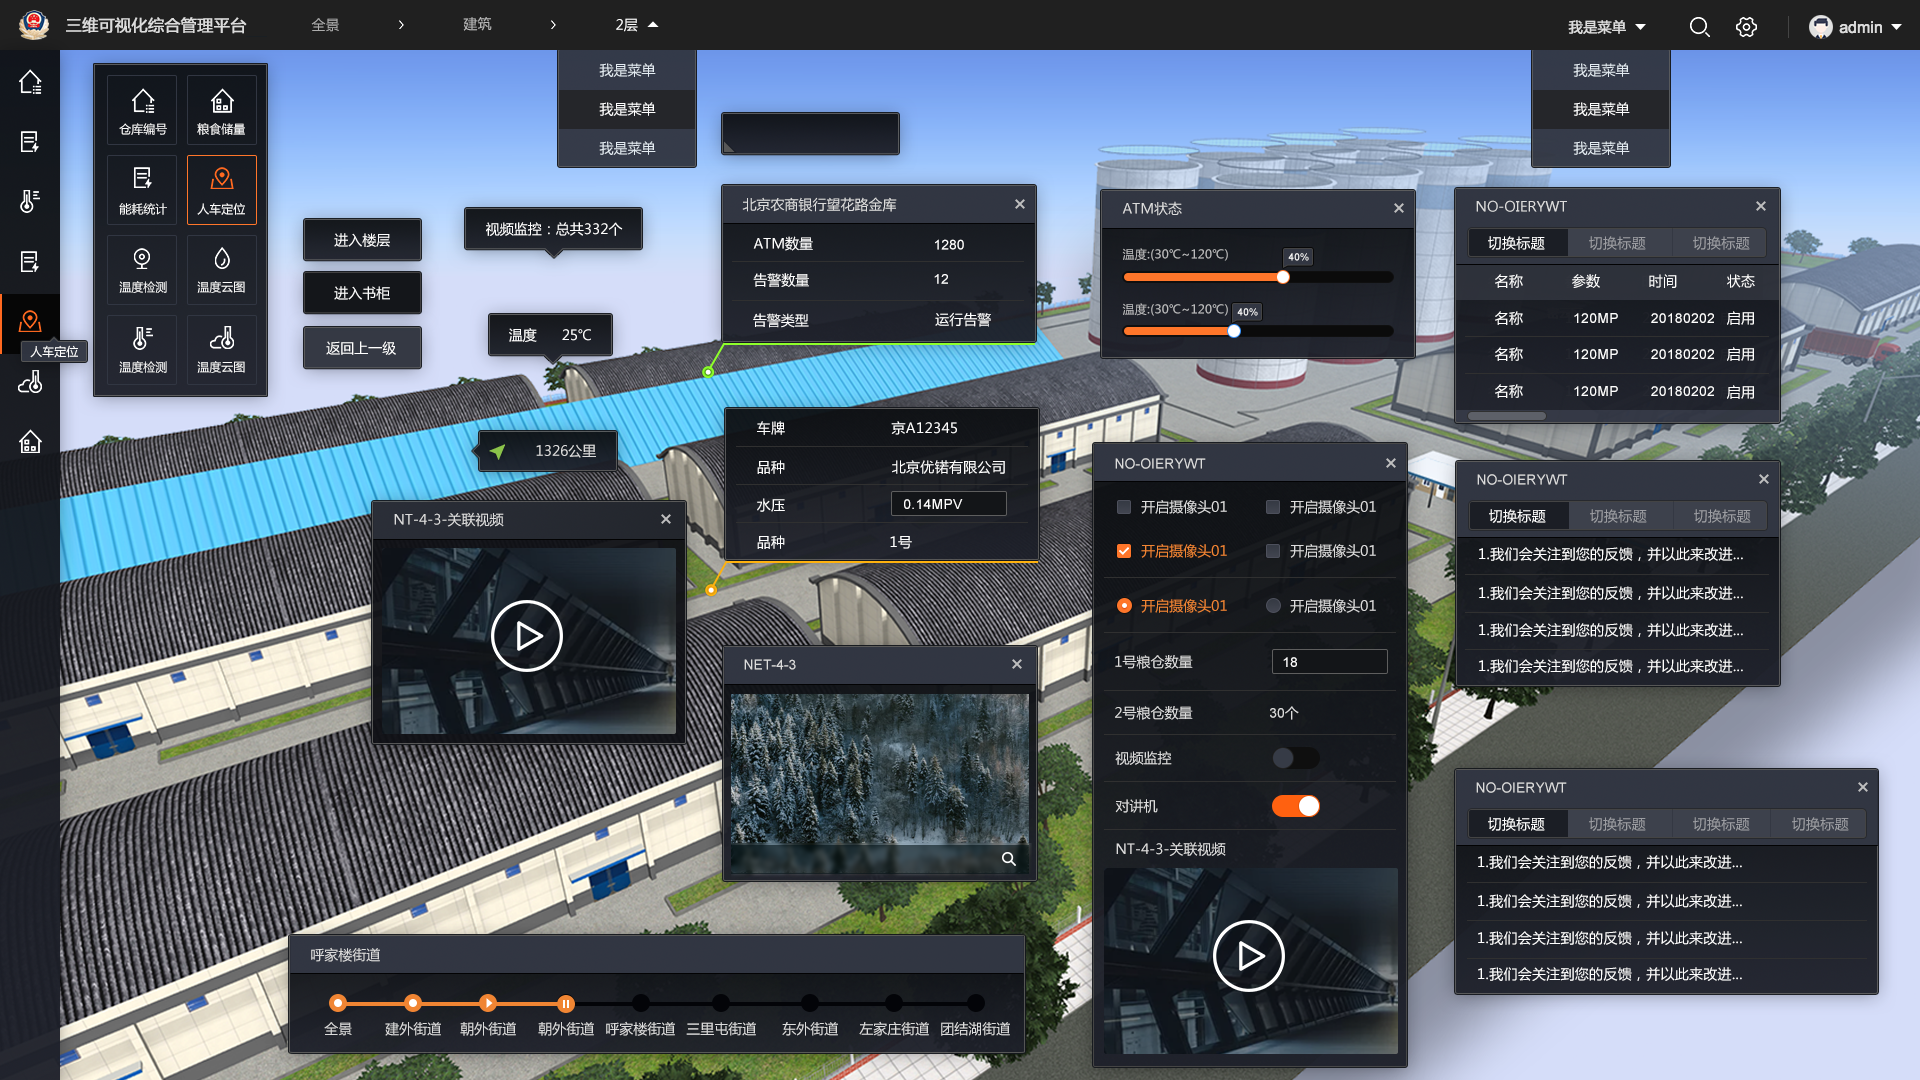 三维可视化综合管理平台
全景
建筑
2层
我是菜单
admin
我是菜单
我是菜单
我是菜单
我是菜单
我是菜单
我是菜单
仓库编号
粮食储量
能耗统计
人车定位
温度检测
温度云图
温度检测
温度云图
人车定位
进入楼层
进入书柜
返回上一级
视频监控：总共332个
温度 25℃
1326公里
北京农商银行望花路金库
ATM数量 1280
告警数量 12
告警类型 运行告警
车牌 京A12345
品种 北京优锘有限公司
水压 0.14MPV
品种 1号
NT-4-3-关联视频
NET-4-3
ATM状态
温度:(30℃~120℃)
40%
温度:(30℃~120℃)
40%
NO-OIERYWT
开启摄像头01 开启摄像头01
开启摄像头01 开启摄像头01
开启摄像头01 开启摄像头01
1号粮仓数量 18
2号粮仓数量 30个
视频监控
对讲机
NT-4-3-关联视频
NO-OIERYWT
切换标题 切换标题 切换标题
名称 参数 时间 状态
名称 120MP 20180202 启用
名称 120MP 20180202 启用
名称 120MP 20180202 启用
NO-OIERYWT
切换标题 切换标题 切换标题
1.我们会关注到您的反馈，并以此来改进...
1.我们会关注到您的反馈，并以此来改进...
1.我们会关注到您的反馈，并以此来改进...
1.我们会关注到您的反馈，并以此来改进...
NO-OIERYWT
切换标题 切换标题 切换标题 切换标题
1.我们会关注到您的反馈，并以此来改进...
1.我们会关注到您的反馈，并以此来改进...
1.我们会关注到您的反馈，并以此来改进...
1.我们会关注到您的反馈，并以此来改进...
呼家楼街道
全景 建外街道 朝外街道 朝外街道 呼家楼街道 三里屯街道 东外街道 左家庄街道 团结湖街道